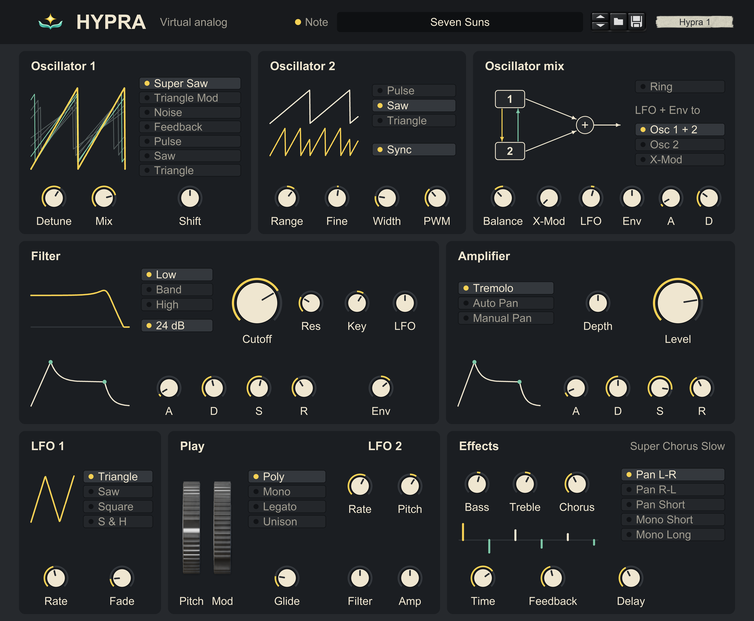 HYPRA Virtual analog Note Seven Suns Hypra 1
Oscillator 1
Super Saw
Triangle Mod
Noise
Feedback
Pulse
Saw
Triangle
Detune Mix Shift
Oscillator 2
Pulse
Saw
Triangle
Sync
Range Fine Width PWM
Oscillator mix
Ring
LFO + Env to
1
Osc 1 + 2
Osc 2
2
X-Mod
Balance X-Mod LFO Env A D
Filter
Low
Band
High
24 dB
Cutoff Res Key LFO
A D S R Env
Amplifier
Tremolo
Auto Pan
Manual Pan
Depth Level
A D S R
LFO 1
Triangle
Saw
Square
S & H
Rate Fade
Play LFO 2
Poly
Mono
Legato
Unison
Rate Pitch
Pitch Mod Glide Filter Amp
Effects Super Chorus Slow
Pan L-R
Pan R-L
Pan Short
Mono Short
Mono Long
Bass Treble Chorus
Time Feedback Delay